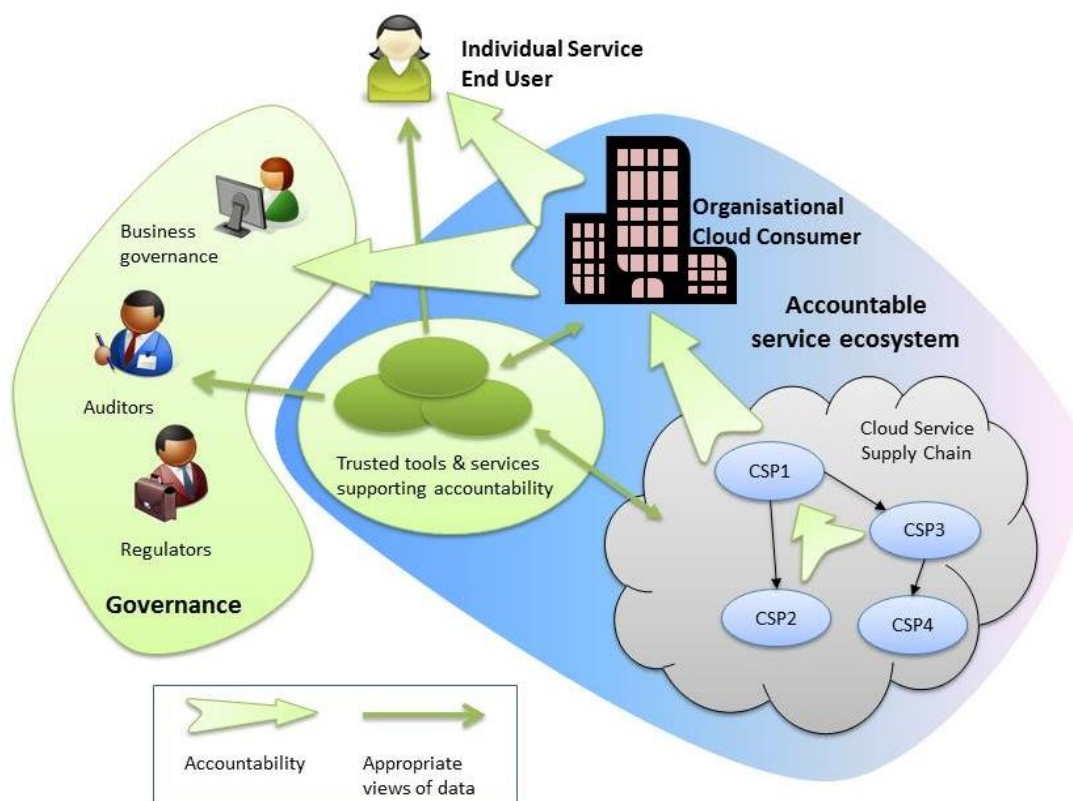 Individual Service
End User
Business
governance
Auditors
Regulators
Governance
Organisational
Cloud Consumer
Accountable
service ecosystem
Trusted tools & services
supporting accountability
Cloud Service
Supply Chain
CSP1
CSP3
CSP2
CSP4
Accountability
Appropriate
views of data